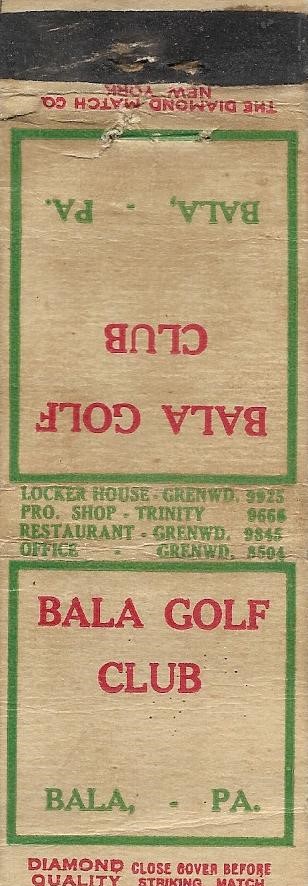 THE DIAMOND MATCH CO.
NEW YORK
BALA GOLF
CLUB
BALA, - PA.
LOCKER HOUSE - GRENWD. 9925
PRO. SHOP - TRINITY 9666
RESTAURANT - GRENWD. 9845
OFFICE - GRENWD. 8504
BALA GOLF
CLUB
BALA, - PA.
DIAMOND CLOSE COVER BEFORE
QUALITY STRIKING MATCH